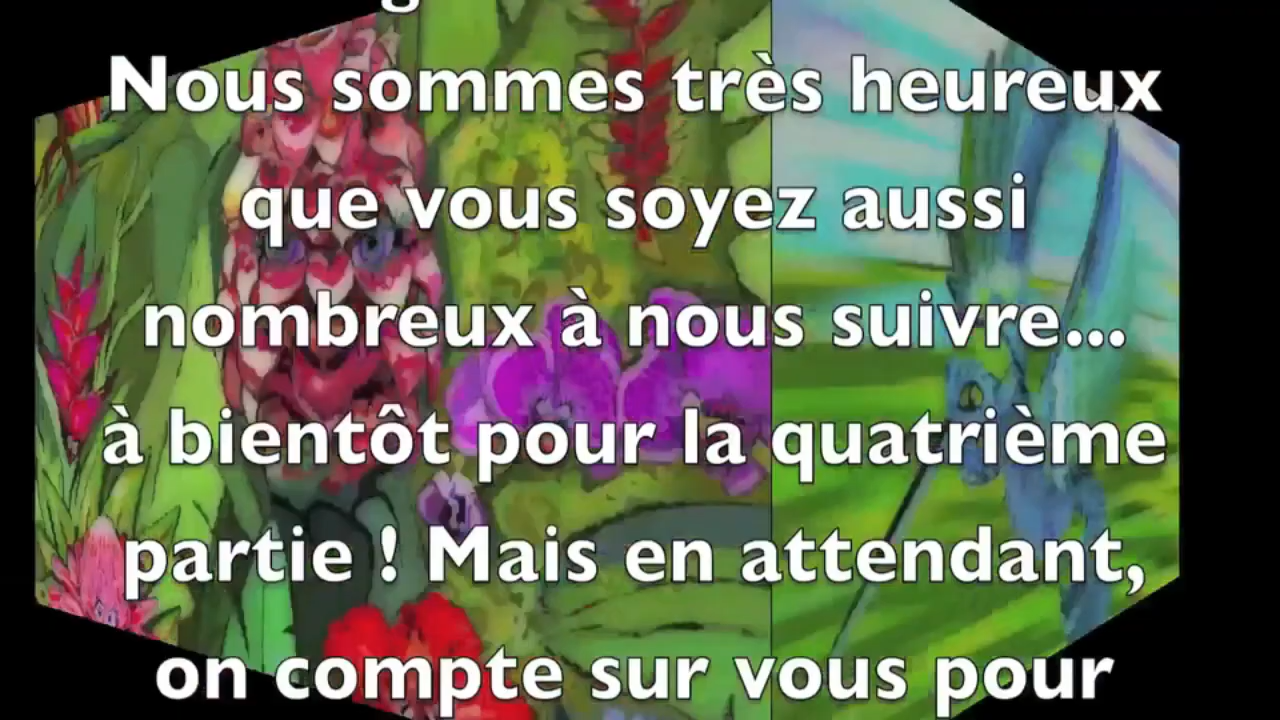 Nous sommes très heureux
que vous soyez aussi
nombreux à nous suivre...
à bientôt pour la quatrième
partie ! Mais en attendant,
on compte sur vous pour